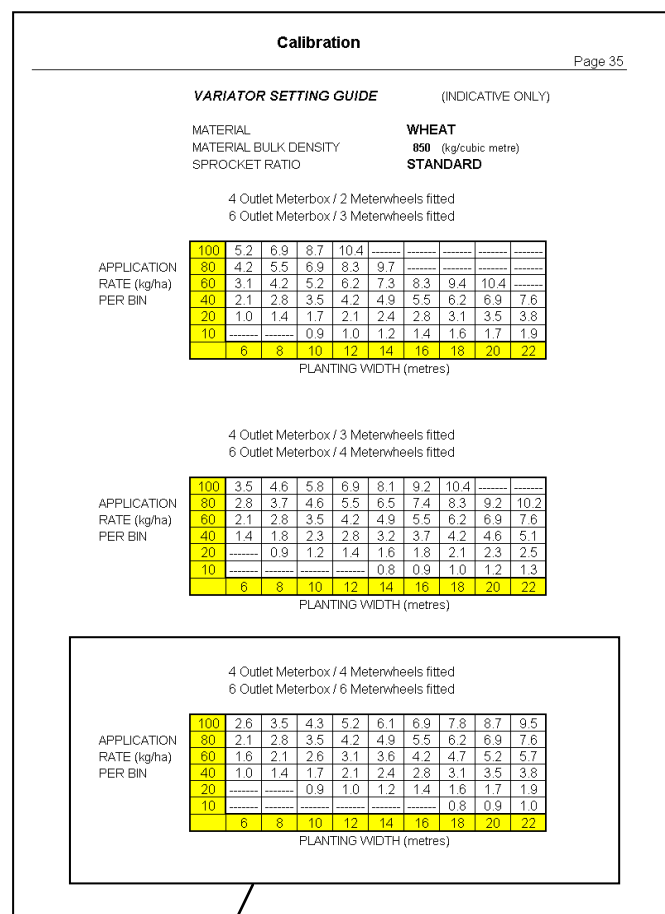 Calibration
Page 35
VARIATOR SETTING GUIDE (INDICATIVE ONLY)
MATERIAL WHEAT
MATERIAL BULK DENSITY 850 (kg/cubic metre)
SPROCKET RATIO STANDARD
4 Outlet Meterbox / 2 Meterwheels fitted
6 Outlet Meterbox / 3 Meterwheels fitted
100 5.2 6.9 8.7 10.4 ------- ------- ------- ------- -------
APPLICATION 80 4.2 5.5 6.9 8.3 9.7 ------- ------- ------- -------
RATE (kg/ha) 60 3.1 4.2 5.2 6.2 7.3 8.3 9.4 10.4 -------
PER BIN 40 2.1 2.8 3.5 4.2 4.9 5.5 6.2 6.9 7.6
20 1.0 1.4 1.7 2.1 2.4 2.8 3.1 3.5 3.8
10 ------- ------- 0.9 1.0 1.2 1.4 1.6 1.7 1.9
6 8 10 12 14 16 18 20 22
PLANTING WIDTH (metres)
4 Outlet Meterbox / 3 Meterwheels fitted
6 Outlet Meterbox / 4 Meterwheels fitted
100 3.5 4.6 5.8 6.9 8.1 9.2 10.4 ------- -------
APPLICATION 80 2.8 3.7 4.6 5.5 6.5 7.4 8.3 9.2 10.2
RATE (kg/ha) 60 2.1 2.8 3.5 4.2 4.9 5.5 6.2 6.9 7.6
PER BIN 40 1.4 1.8 2.3 2.8 3.2 3.7 4.2 4.6 5.1
20 ------- 0.9 1.2 1.4 1.6 1.8 2.1 2.3 2.5
10 ------- ------- ------- ------- 0.8 0.9 1.0 1.2 1.3
6 8 10 12 14 16 18 20 22
PLANTING WIDTH (metres)
4 Outlet Meterbox / 4 Meterwheels fitted
6 Outlet Meterbox / 6 Meterwheels fitted
100 2.6 3.5 4.3 5.2 6.1 6.9 7.8 8.7 9.5
APPLICATION 80 2.1 2.8 3.5 4.2 4.9 5.5 6.2 6.9 7.6
RATE (kg/ha) 60 1.6 2.1 2.6 3.1 3.6 4.2 4.7 5.2 5.7
PER BIN 40 1.0 1.4 1.7 2.1 2.4 2.8 3.1 3.5 3.8
20 ------- ------- 0.9 1.0 1.2 1.4 1.6 1.7 1.9
10 ------- ------- ------- ------- ------- ------- 0.8 0.9 1.0
6 8 10 12 14 16 18 20 22
PLANTING WIDTH (metres)